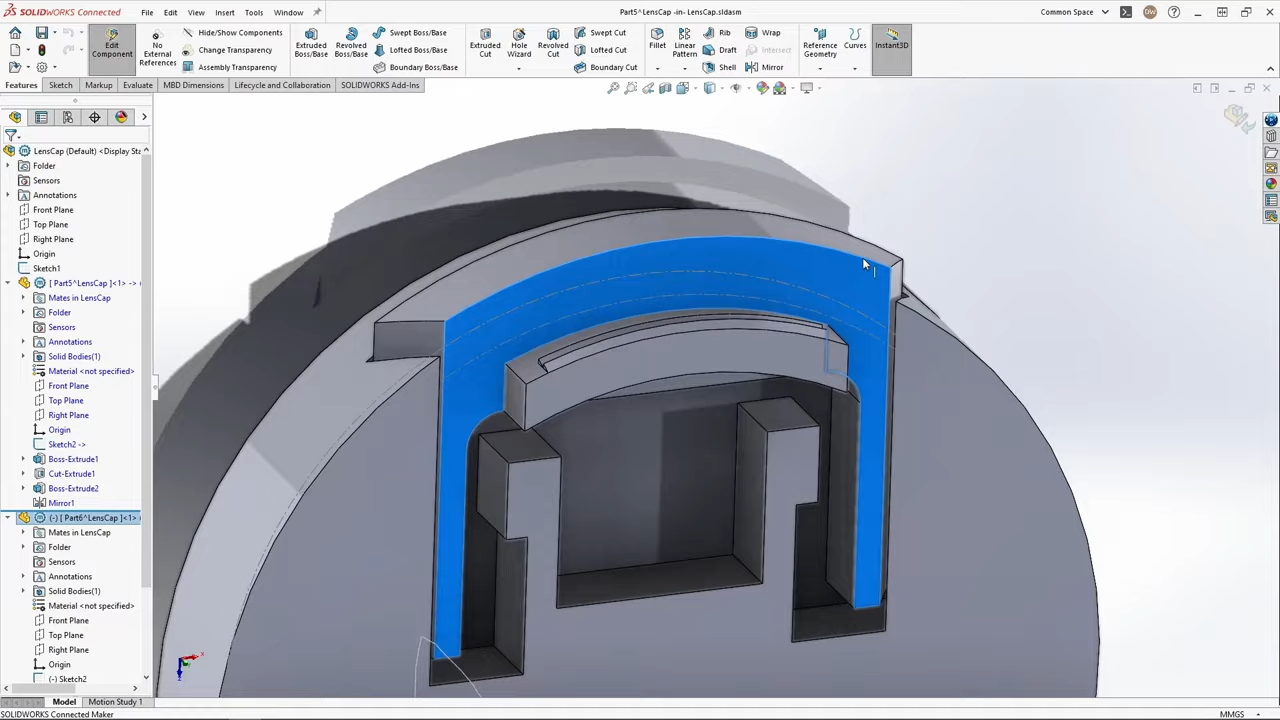 SOLIDWORKS Connected
File
Edit
View
Insert
Tools
Window
Part5^LensCap -in- LensCap.sldasm
Common Space
OW
Edit Component
No External References
Hide/Show Components
Change Transparency
Assembly Transparency
Extruded Boss/Base
Revolved Boss/Base
Swept Boss/Base
Lofted Boss/Base
Boundary Boss/Base
Extruded Cut
Hole Wizard
Revolved Cut
Swept Cut
Lofted Cut
Boundary Cut
Fillet
Linear Pattern
Rib
Draft
Shell
Wrap
Intersect
Mirror
Reference Geometry
Curves
Instant3D
Features
Sketch
Markup
Evaluate
MBD Dimensions
Lifecycle and Collaboration
SOLIDWORKS Add-Ins
LensCap (Default) <Display Sta
Folder
Sensors
Annotations
Front Plane
Top Plane
Right Plane
Origin
Sketch1
[ Part5^LensCap ]<1> -> (
Mates in LensCap
Folder
Sensors
Annotations
Solid Bodies(1)
Material <not specified>
Front Plane
Top Plane
Right Plane
Origin
Sketch2 ->
Boss-Extrude1
Cut-Extrude1
Boss-Extrude2
Mirror1
(-) [ Part6^LensCap ]<1> (
Mates in LensCap
Folder
Sensors
Annotations
Solid Bodies(1)
Material <not specified>
Front Plane
Top Plane
Right Plane
Origin
(-) Sketch2
Model
Motion Study 1
SOLIDWORKS Connected Maker
MMGS